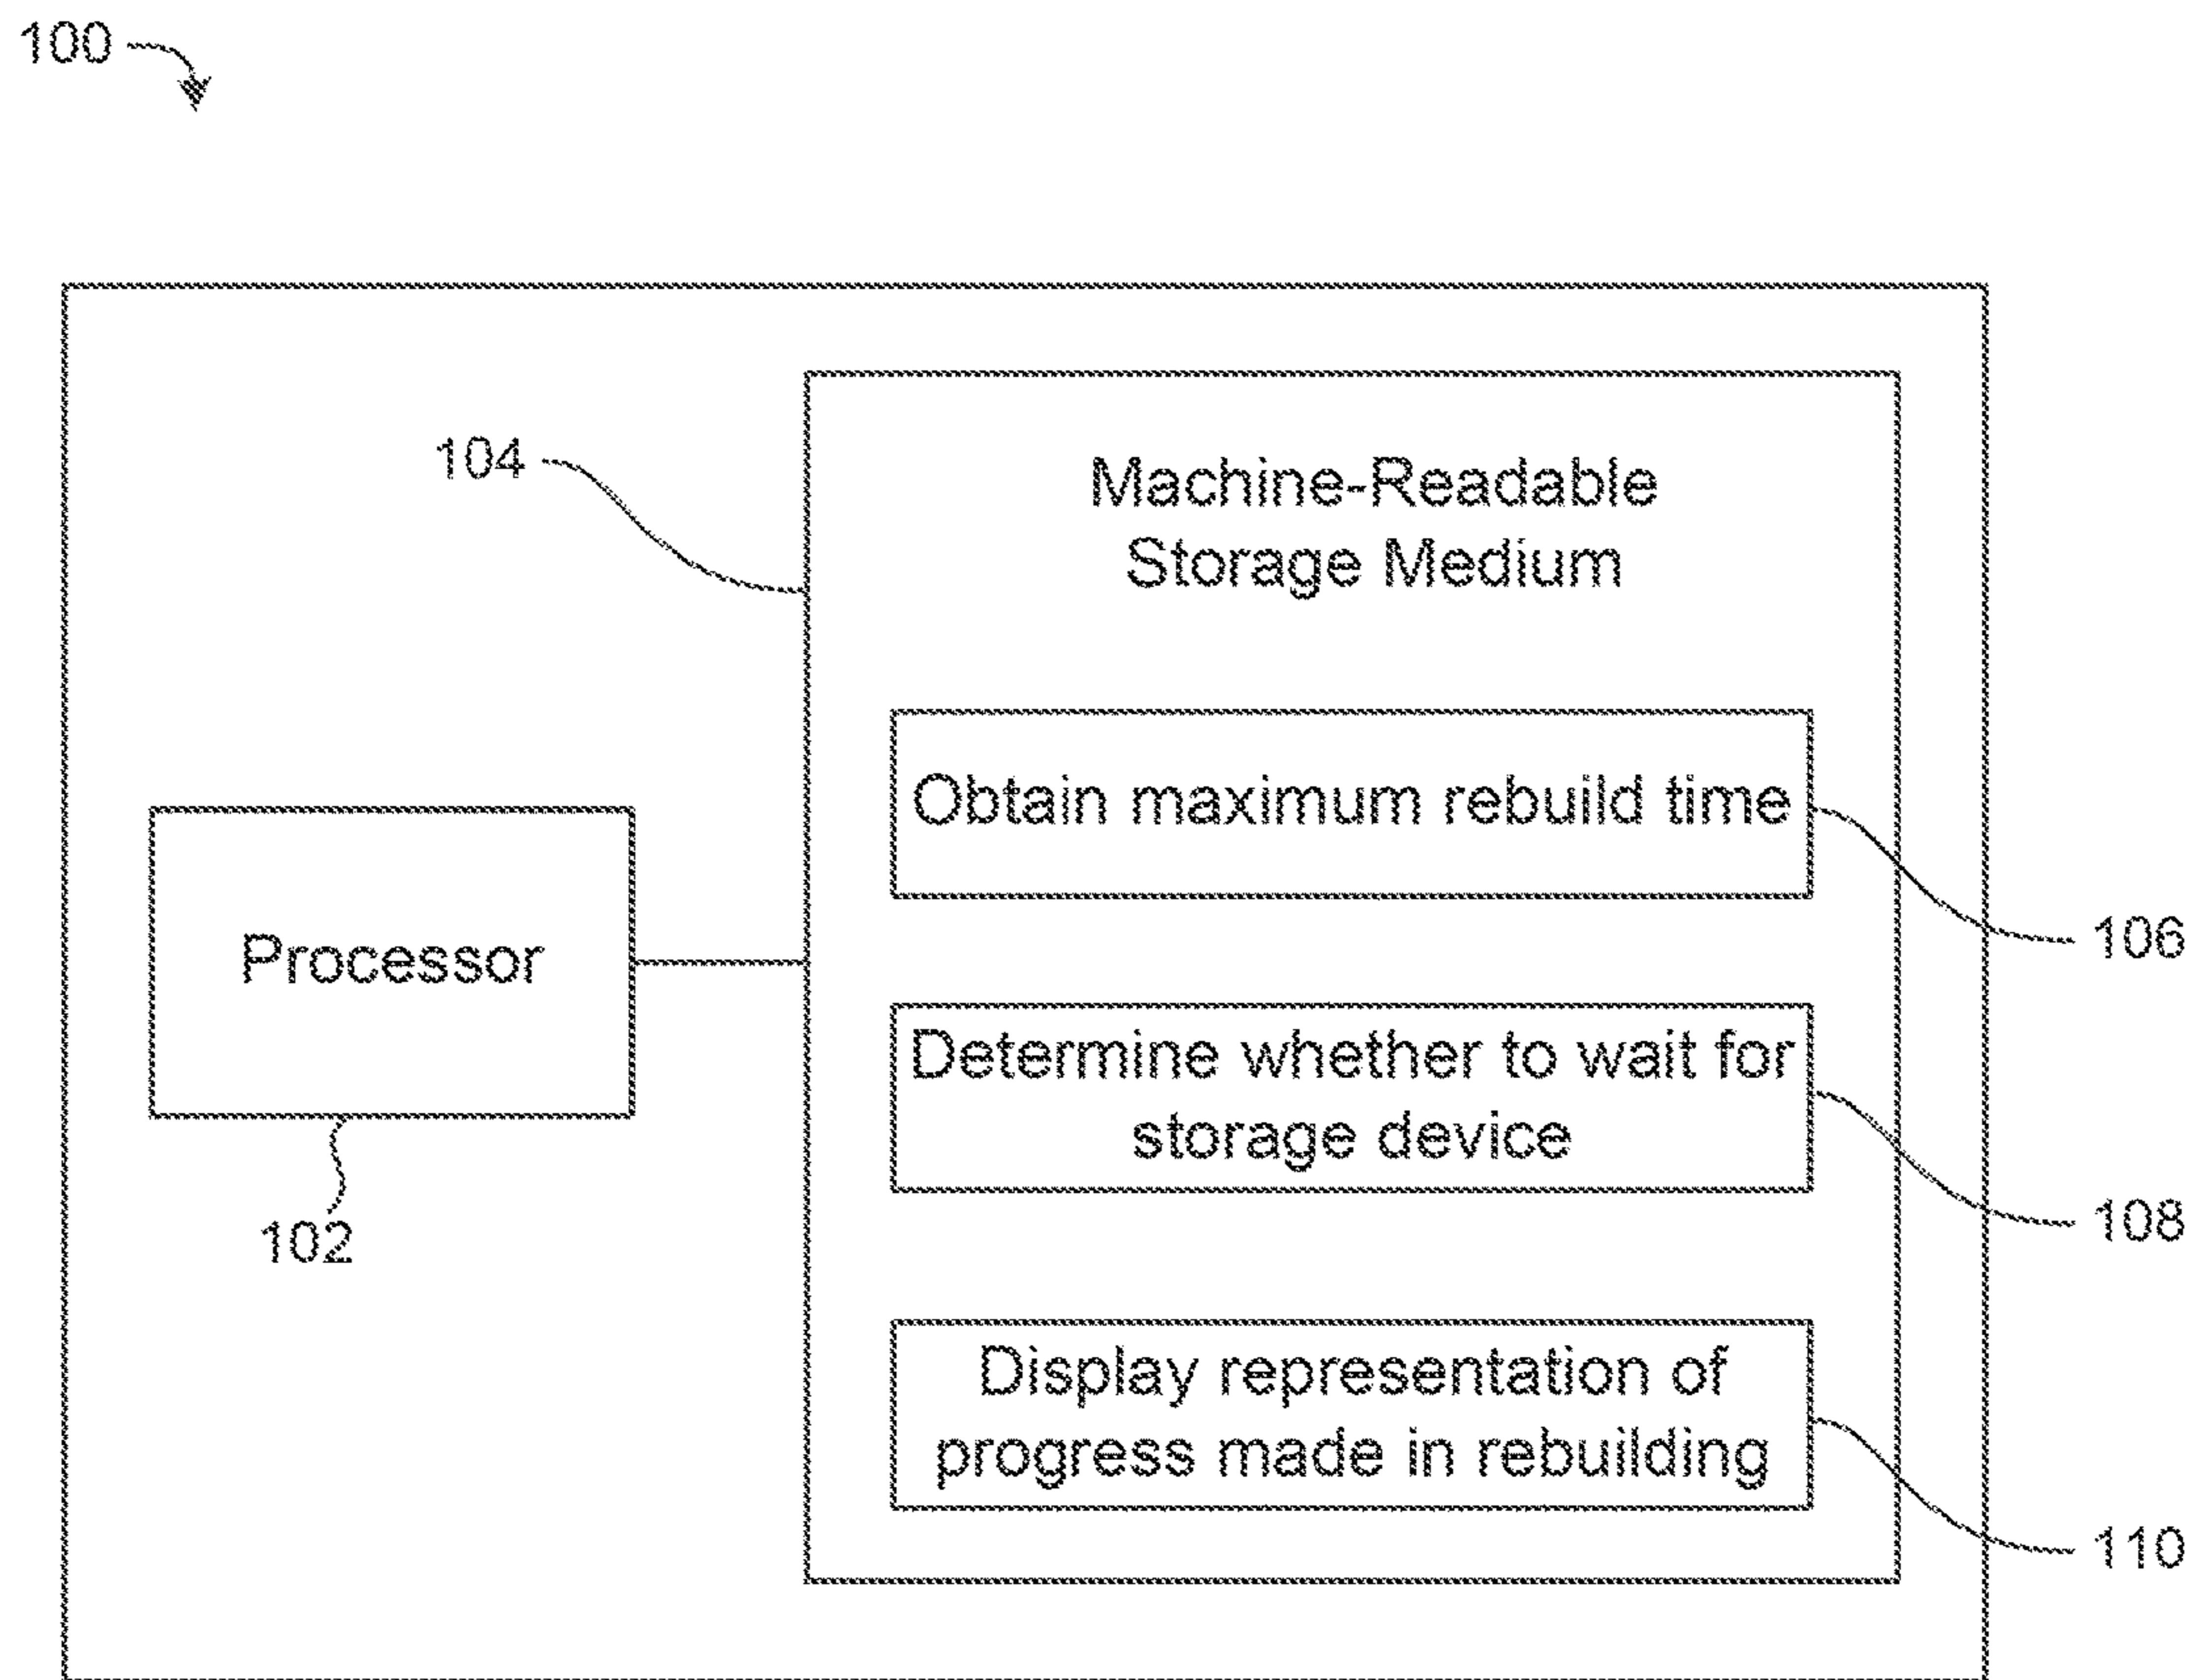 100
104
Machine-Readable
Storage Medium
Obtain maximum rebuild time
Processor
106
Determine whether to wait for
storage device
108
102
Display representation of
progress made in rebuilding
110